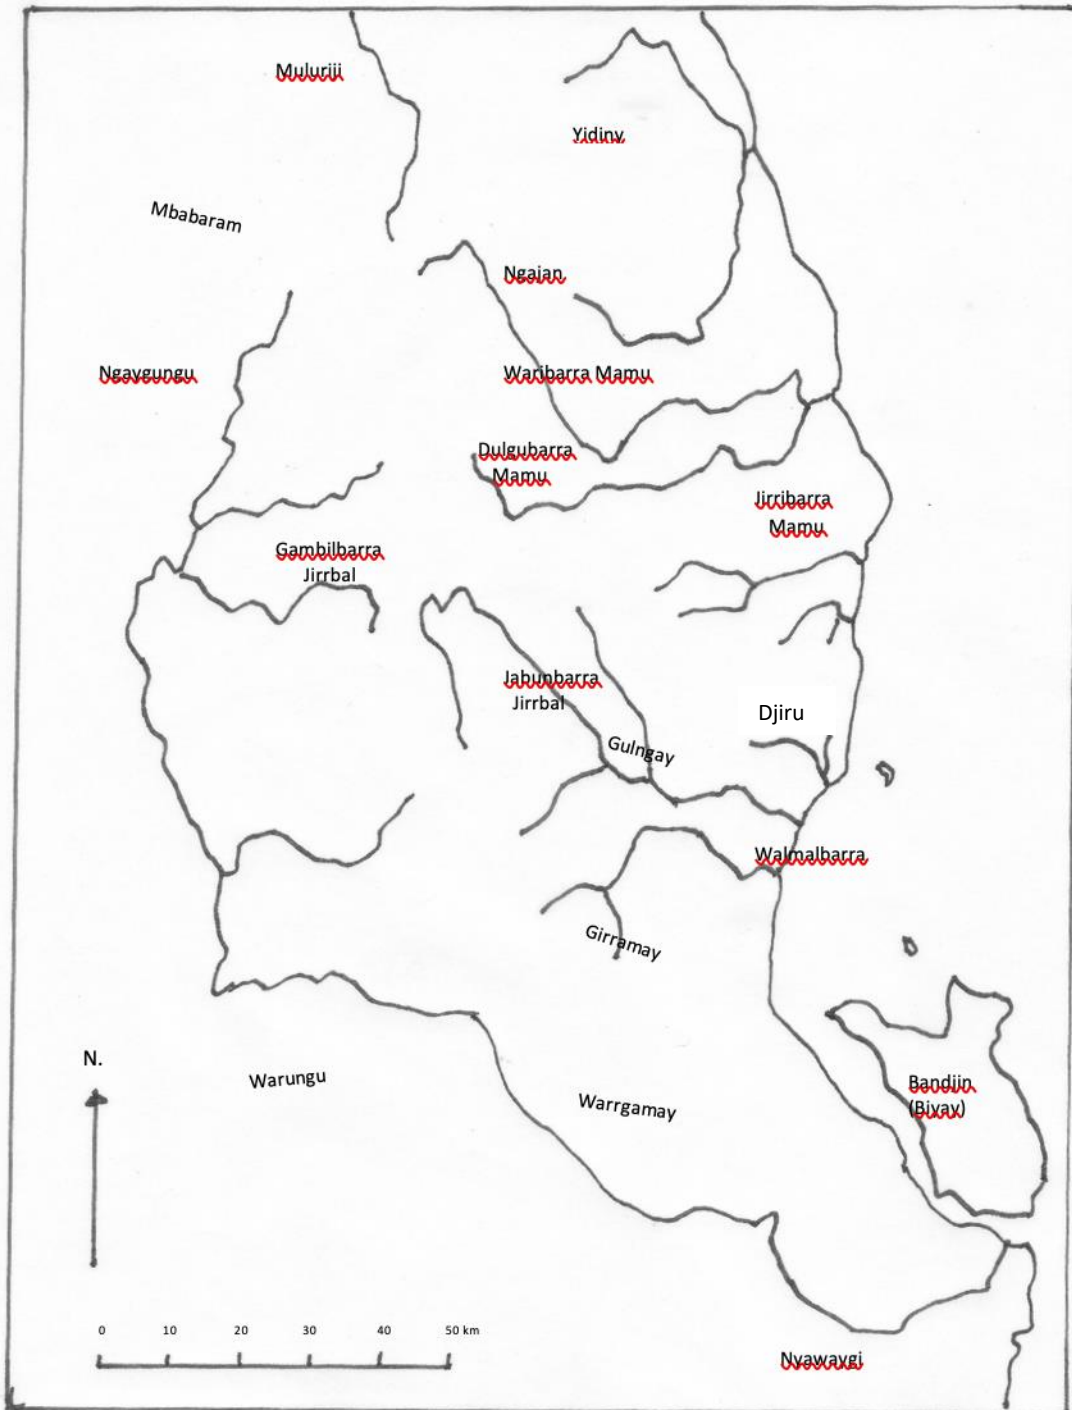 Muluriji
Yidiny
Mbabaram
Ngajan
Ngaygungu
Waribarra Mamu
Dulgubarra
Mamu
Jirribarra
Mamu
Gambilbarra
Jirrbal
Jabunbarra
Jirrbal
Djiru
Gulngay
Walmalbarra
Girramay
N.
Warungu
Bandjin
(Biyay)
Warrgamay
0 10 20 30 40 50 km
Nyawaygi